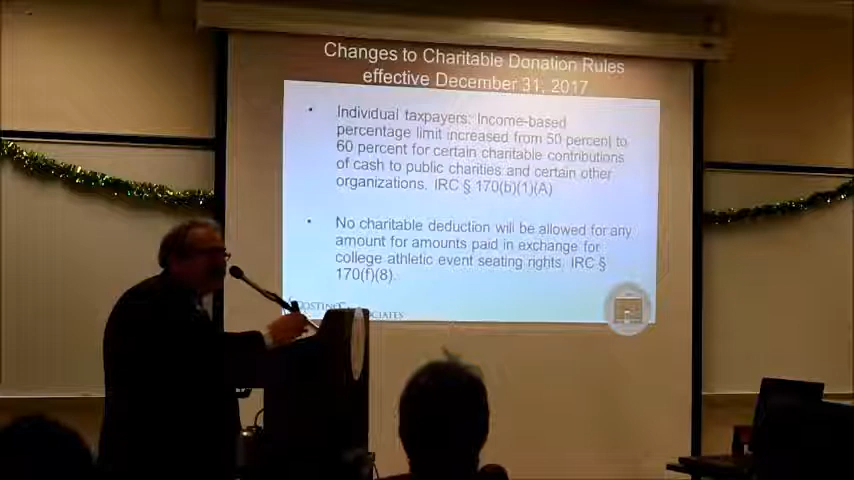 Changes to Charitable Donation Rules
effective December 31, 2017
• Individual taxpayers: Income-based
percentage limit increased from 50 percent to
60 percent for certain charitable contributions
of cash to public charities and certain other
organizations. IRC § 170(b)(1)(A)
• No charitable deduction will be allowed for any
amount for amounts paid in exchange for
college athletic event seating rights. IRC §
170(f)(8).